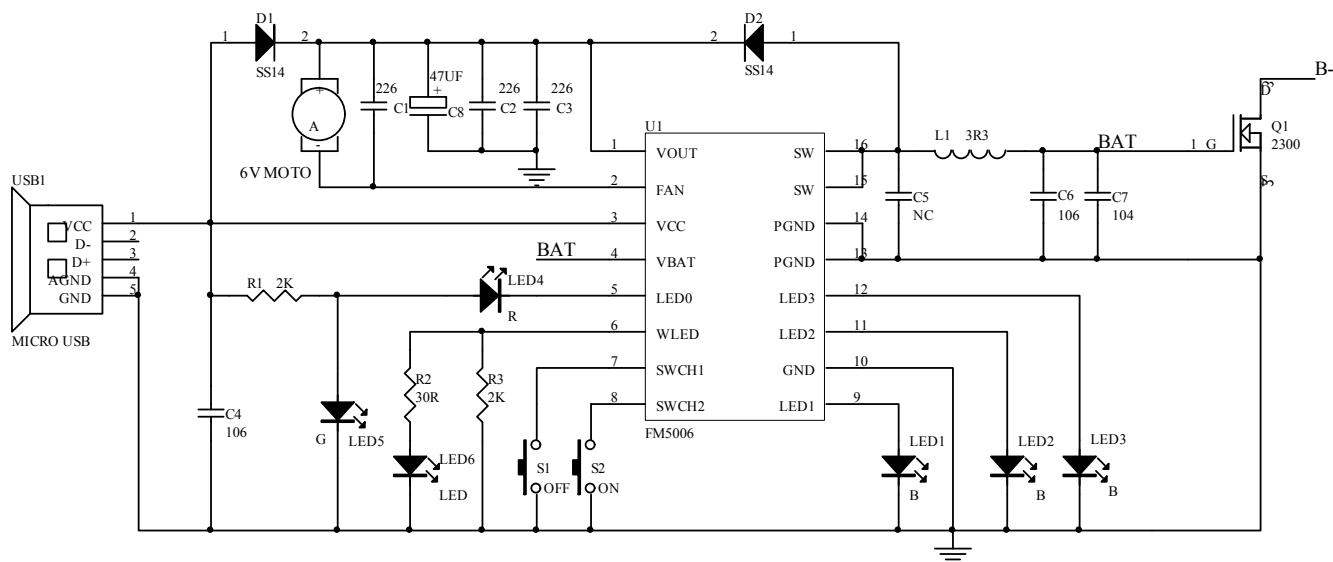 D1
D2
1 2 2 1
SS14 SS14
B-
226 47UF 226 226
+ +
C1 C8 C2 C3
A
-
6V MOTO
D
Q1
2300
1 G
S
3
U1
L1 3R3
BAT
1 VOUT SW 16
2 FAN SW 15
3 VCC PGND 14
4 VBAT PGND 13
5 LED0 LED3 12
6 WLED LED2 11
7 SWCH1 GND 10
8 SWCH2 LED1 9
FM5006
C5
NC
C6
106
C7
104
USB1
VCC 1
D- 2
D+ 3
AGND 4
GND 5
MICRO USB
BAT
R1 2K
LED4
R
R2
30R
R3
2K
C4
106
G LED5
LED6
LED
S1
OFF
S2
ON
LED1
B
LED2
B
LED3
B